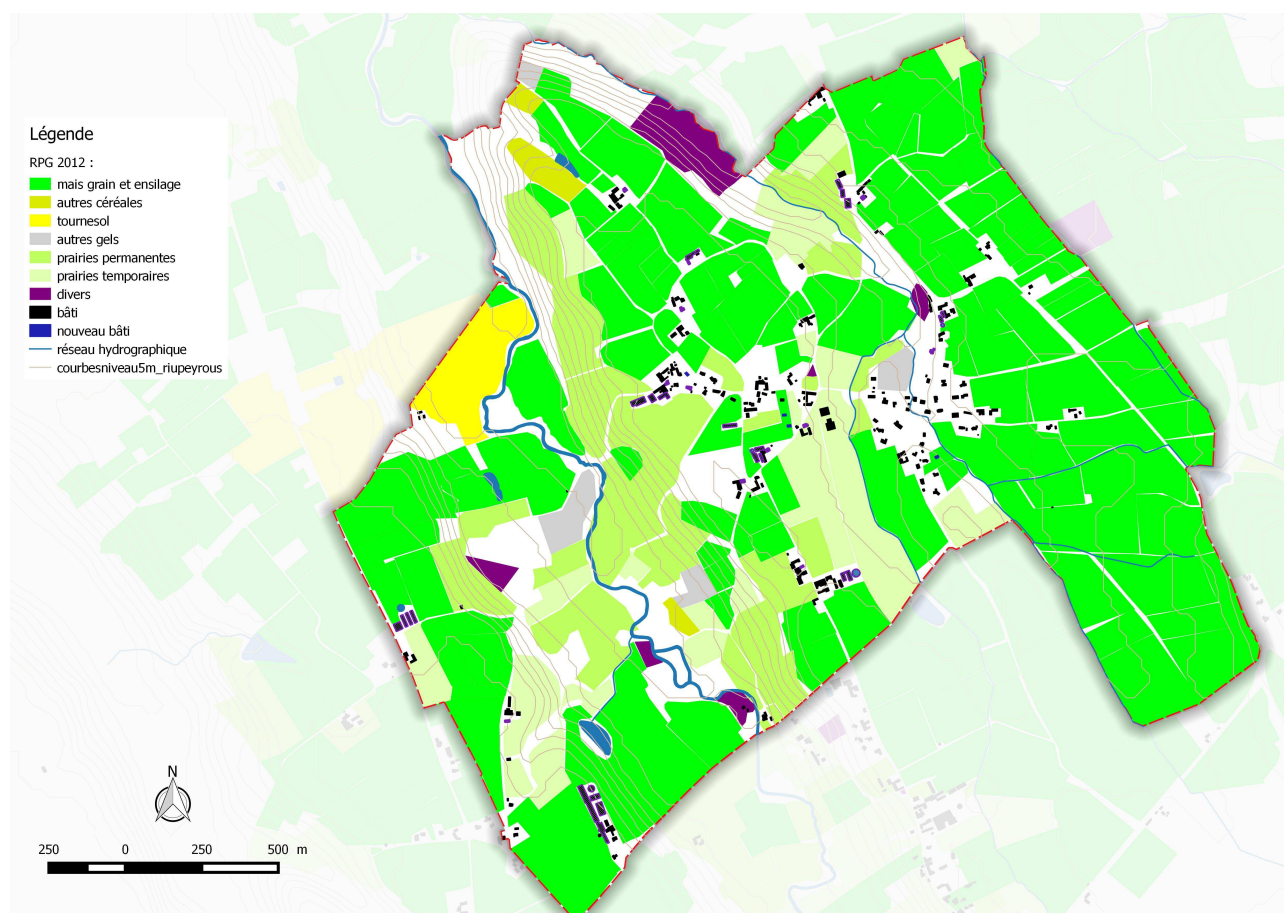 Légende
RPG 2012 :
mais grain et ensilage
autres céréales
tournesol
autres gels
prairies permanentes
prairies temporaires
divers
bâti
nouveau bâti
réseau hydrographique
courbesniveau5m_riupeyrous
N
250 0 250 500 m